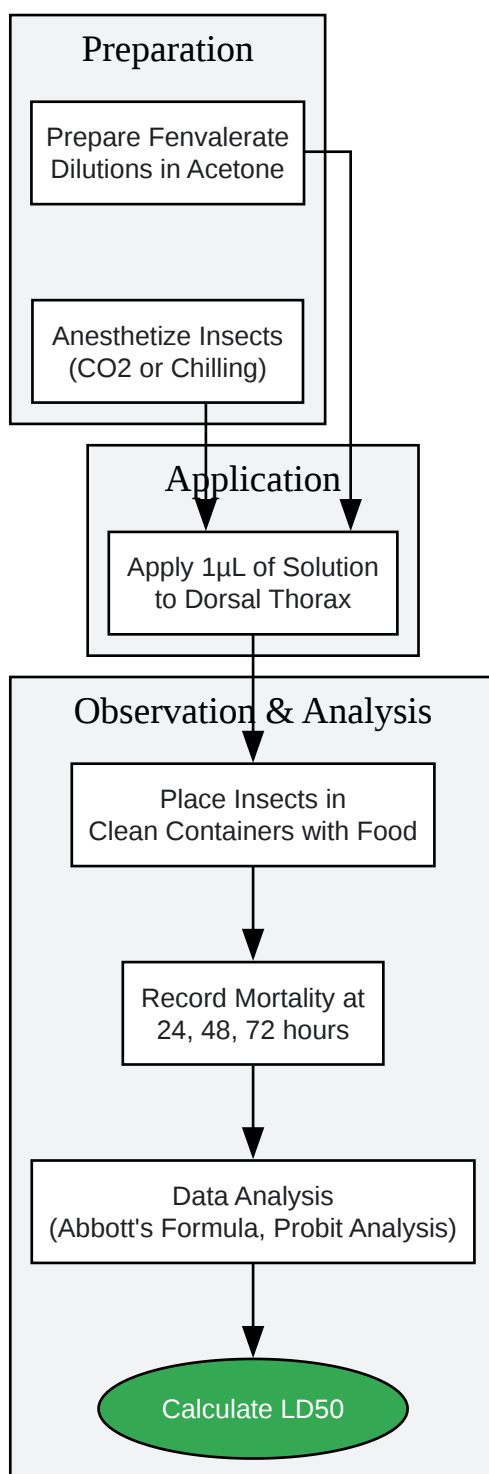 Preparation
Prepare Fenvalerate
Dilutions in Acetone
Anesthetize Insects
(CO2 or Chilling)
Application
Apply 1µL of Solution
to Dorsal Thorax
Observation & Analysis
Place Insects in
Clean Containers with Food
Record Mortality at
24, 48, 72 hours
Data Analysis
(Abbott's Formula, Probit Analysis)
Calculate LD50